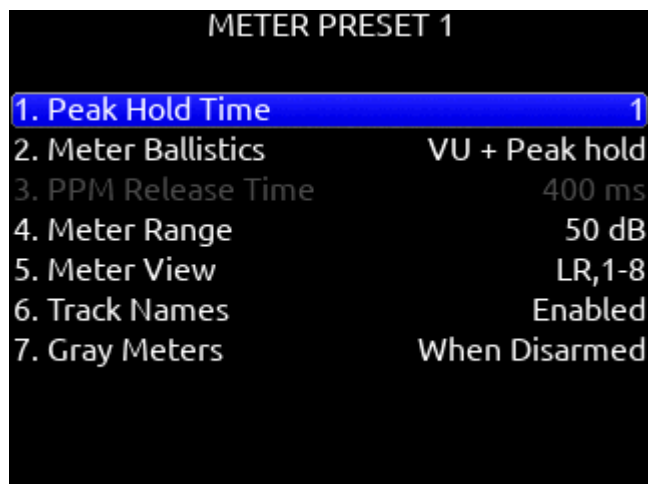 METER PRESET 1
1. Peak Hold Time 1
2. Meter Ballistics VU + Peak hold
3. PPM Release Time 400 ms
4. Meter Range 50 dB
5. Meter View LR,1-8
6. Track Names Enabled
7. Gray Meters When Disarmed